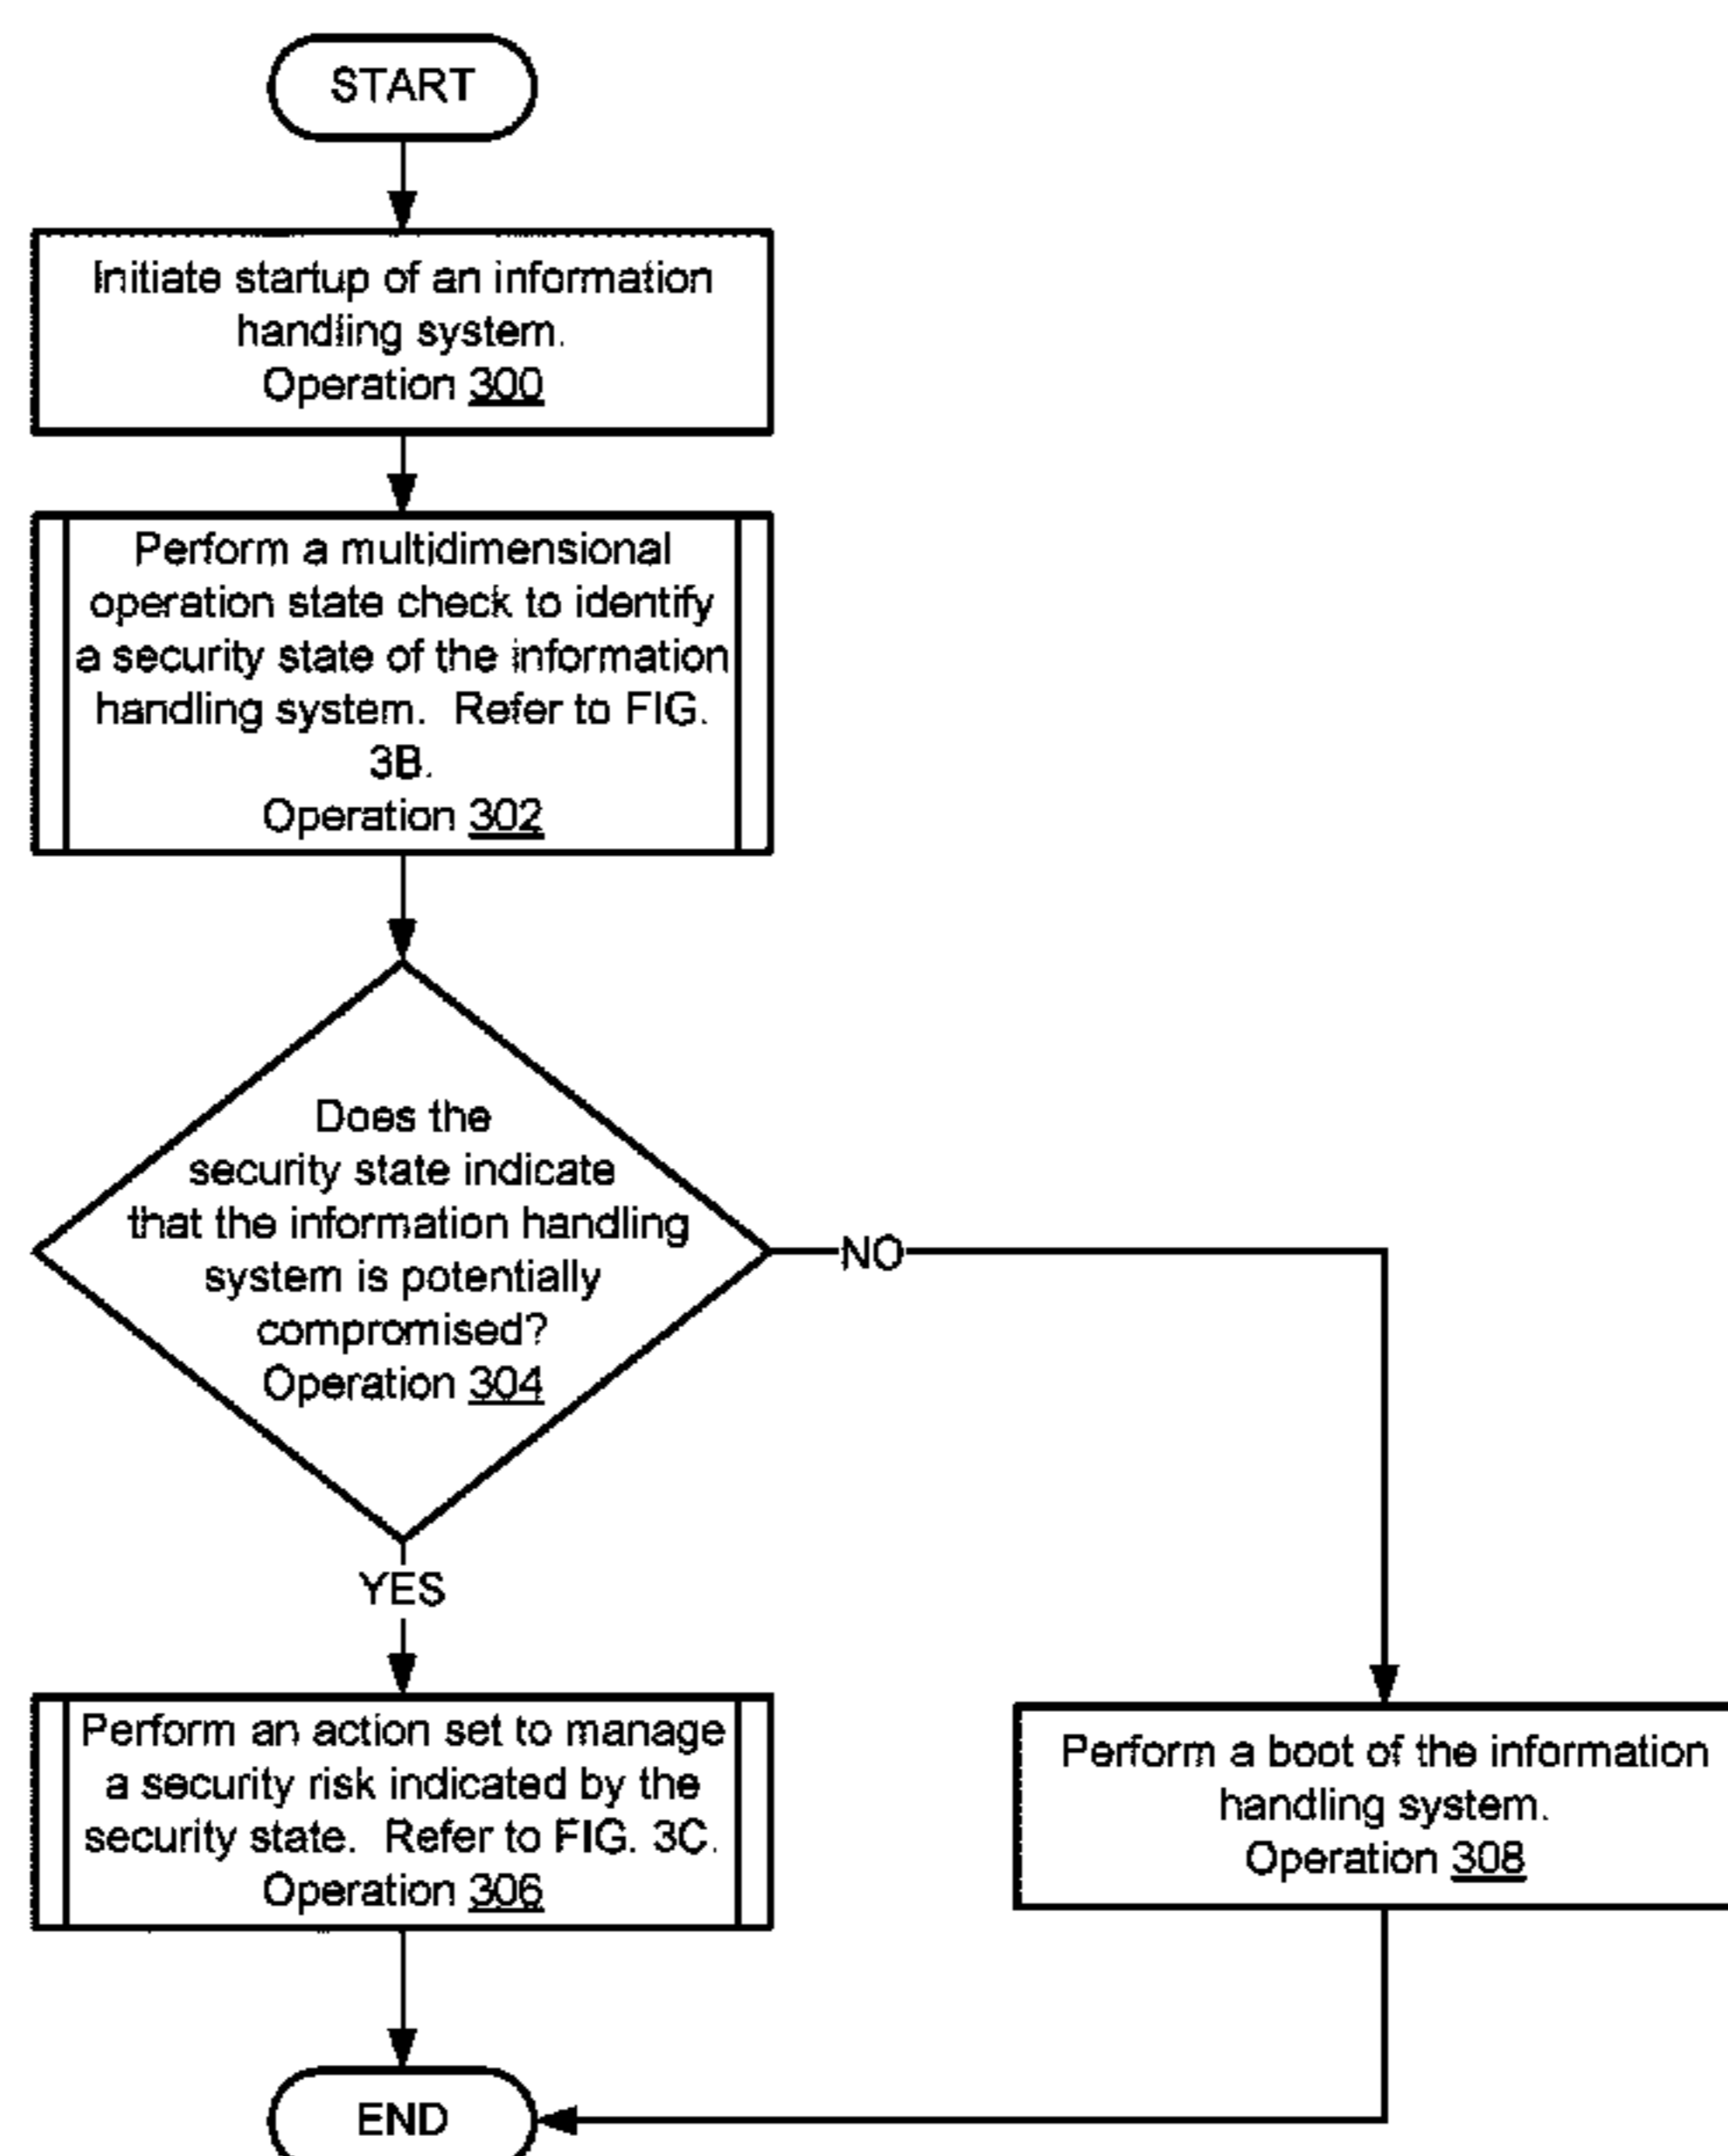 START
Initiate startup of an information
handling system.
Operation 300
Perform a multidimensional
operation state check to identify
a security state of the information
handling system.  Refer to FIG.
3B.
Operation 302
Does the
security state indicate
that the information handling
system is potentially
compromised?
Operation 304
NO
YES
Perform an action set to manage
a security risk indicated by the
security state.  Refer to FIG. 3C.
Operation 306
Perform a boot of the information
handling system.
Operation 308
END